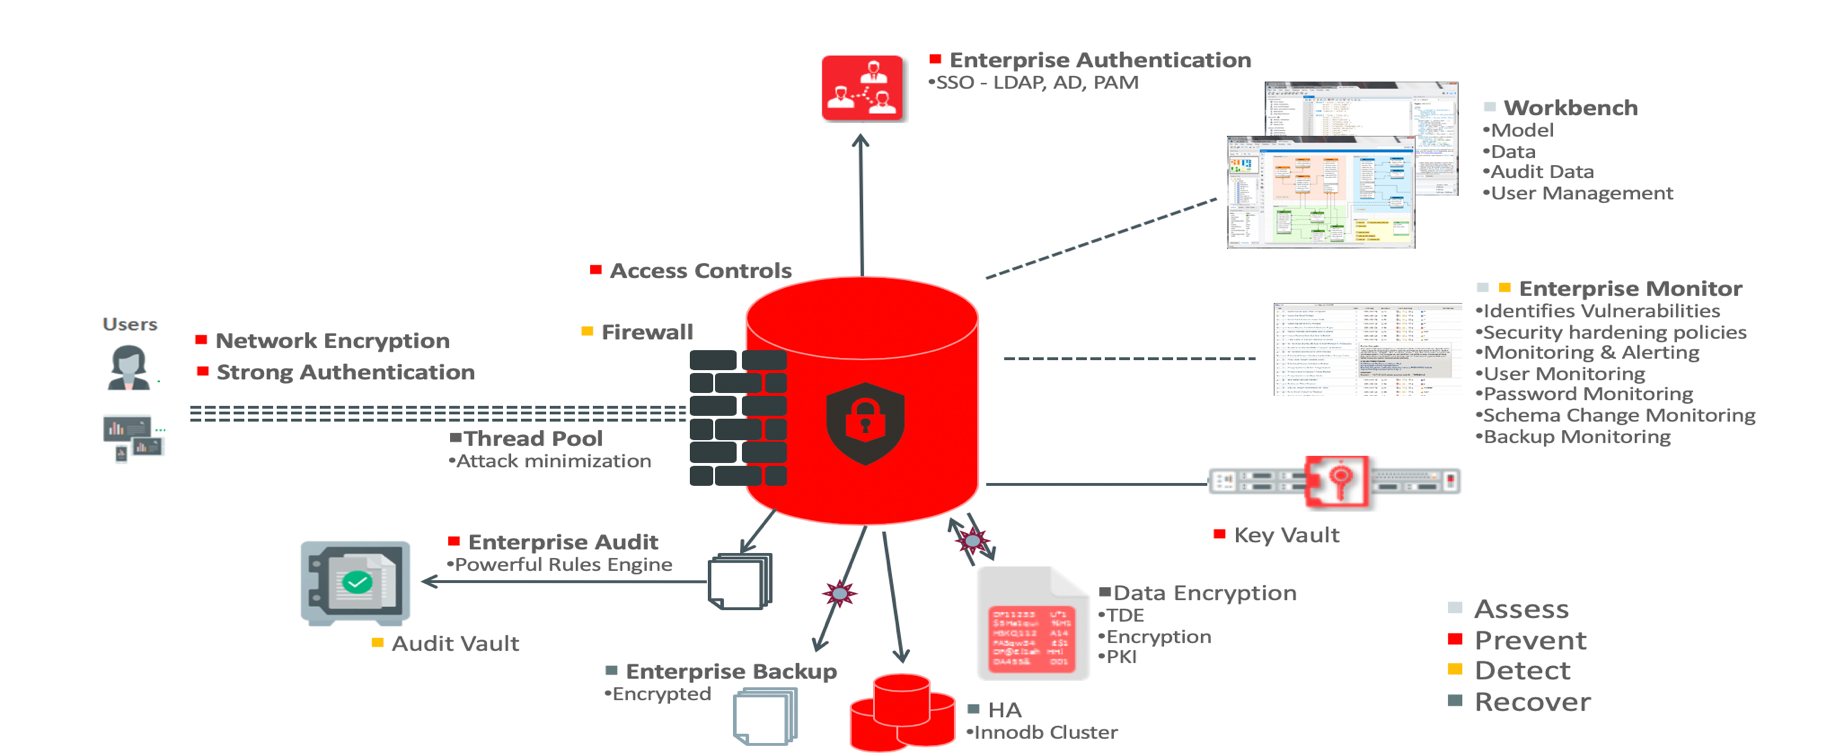 Enterprise Authentication
•SSO - LDAP, AD, PAM
Workbench
•Model
•Data
•Audit Data
•User Management
Access Controls
Firewall
Users
Network Encryption
Strong Authentication
Thread Pool
•Attack minimization
Enterprise Monitor
•Identifies Vulnerabilities
•Security hardening policies
•Monitoring & Alerting
•User Monitoring
•Password Monitoring
•Schema Change Monitoring
•Backup Monitoring
Key Vault
Enterprise Audit
•Powerful Rules Engine
Audit Vault
Enterprise Backup
•Encrypted
HA
•Innodb Cluster
Data Encryption
•TDE
•Encryption
•PKI
Assess
Prevent
Detect
Recover